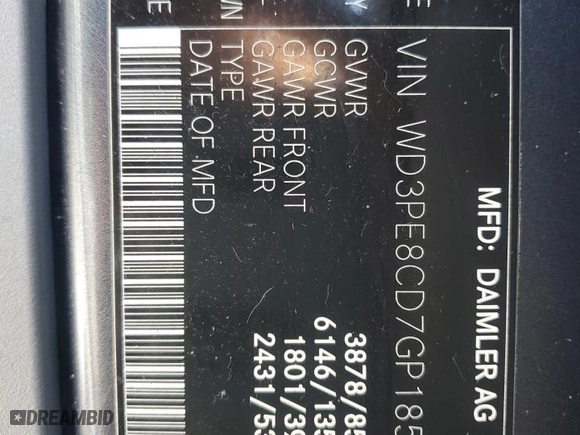 MFD: DAIMLER AG
VIN WD3PE8CD7GP185
GVWR 3878/85
GCWR 6146/135
GAWR FRONT 1801/39
GAWR REAR 2431/53
TYPE
DATE OF MFD
DREAMBID